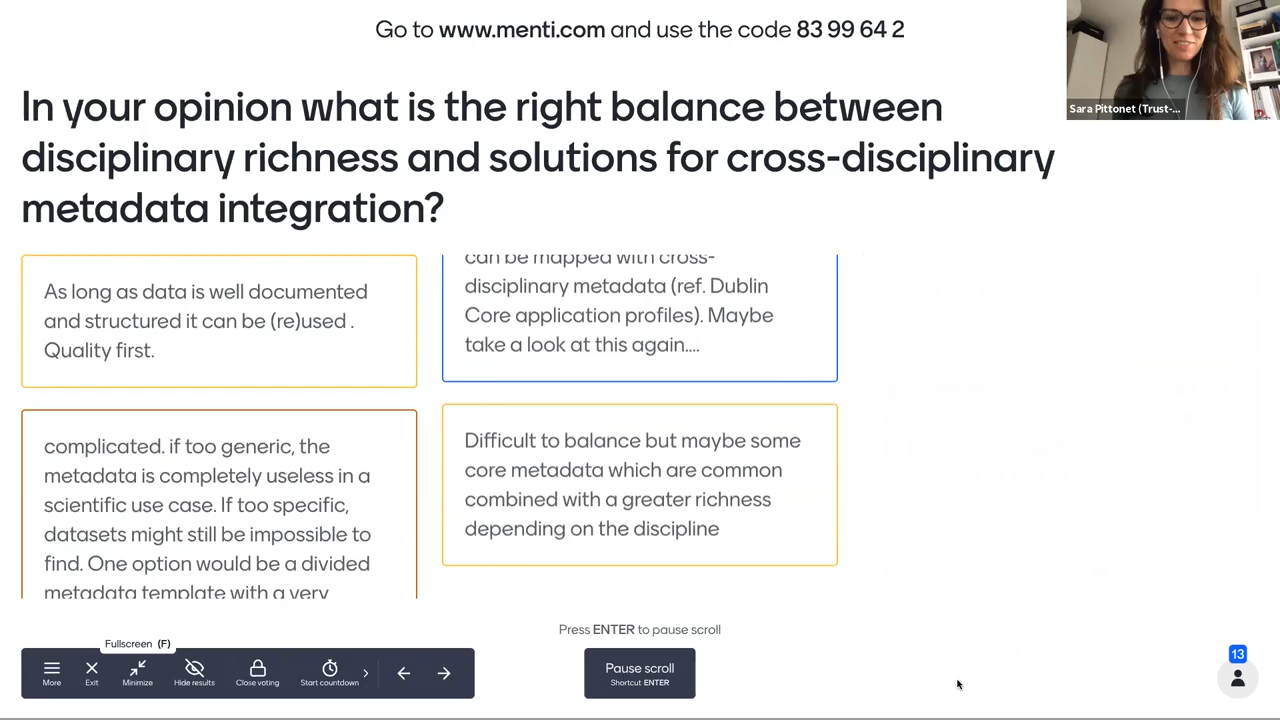 Go to www.menti.com and use the code 83 99 64 2
Sara Pittonet (Trust-...
In your opinion what is the right balance between
disciplinary richness and solutions for cross-disciplinary
metadata integration?
As long as data is well documented
and structured it can be (re)used .
Quality first.
complicated. if too generic, the
metadata is completely useless in a
scientific use case. If too specific,
datasets might still be impossible to
find. One option would be a divided
metadata template with a very
can be mapped with cross-
disciplinary metadata (ref. Dublin
Core application profiles). Maybe
take a look at this again....
Difficult to balance but maybe some
core metadata which are common
combined with a greater richness
depending on the discipline
Press ENTER to pause scroll
Fullscreen (F)
More
Exit
Minimize
Hide results
Close voting
Start countdown
Pause scroll
Shortcut ENTER
13